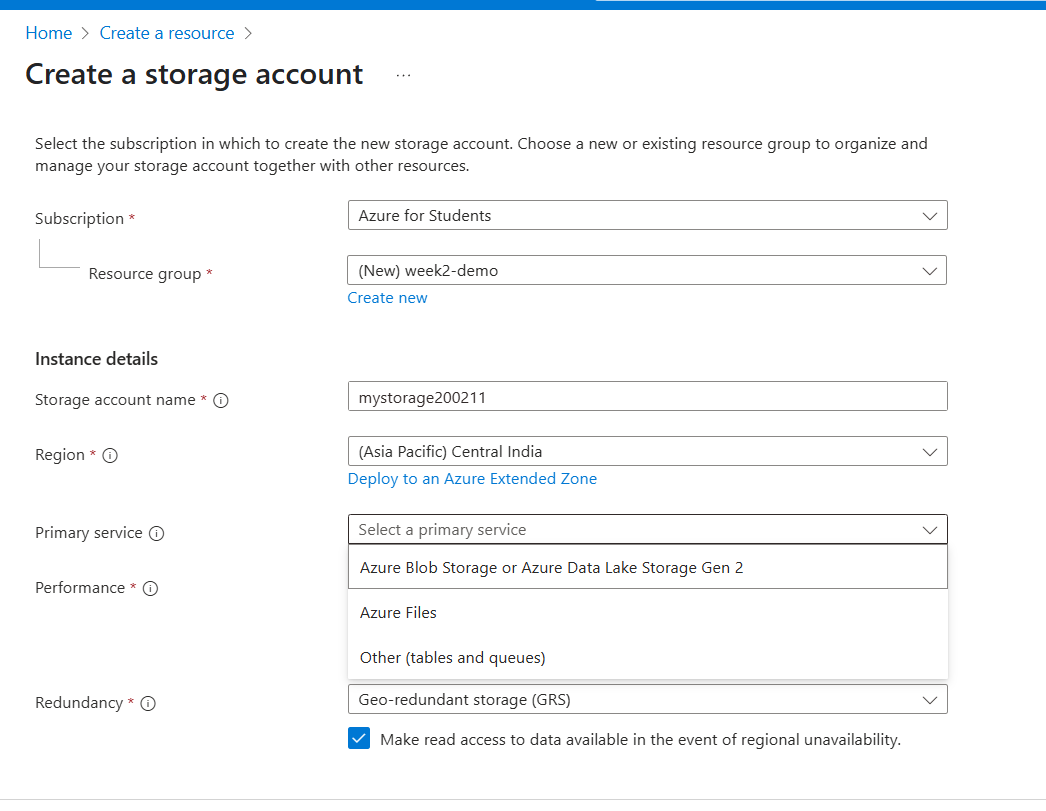 Home > Create a resource >
Create a storage account ...
Select the subscription in which to create the new storage account. Choose a new or existing resource group to organize and
manage your storage account together with other resources.
Subscription * Azure for Students
Resource group * (New) week2-demo
Create new
Instance details
Storage account name * mystorage200211
Region * (Asia Pacific) Central India
Deploy to an Azure Extended Zone
Primary service Select a primary service
Azure Blob Storage or Azure Data Lake Storage Gen 2
Performance *
Azure Files
Other (tables and queues)
Redundancy * Geo-redundant storage (GRS)
Make read access to data available in the event of regional unavailability.